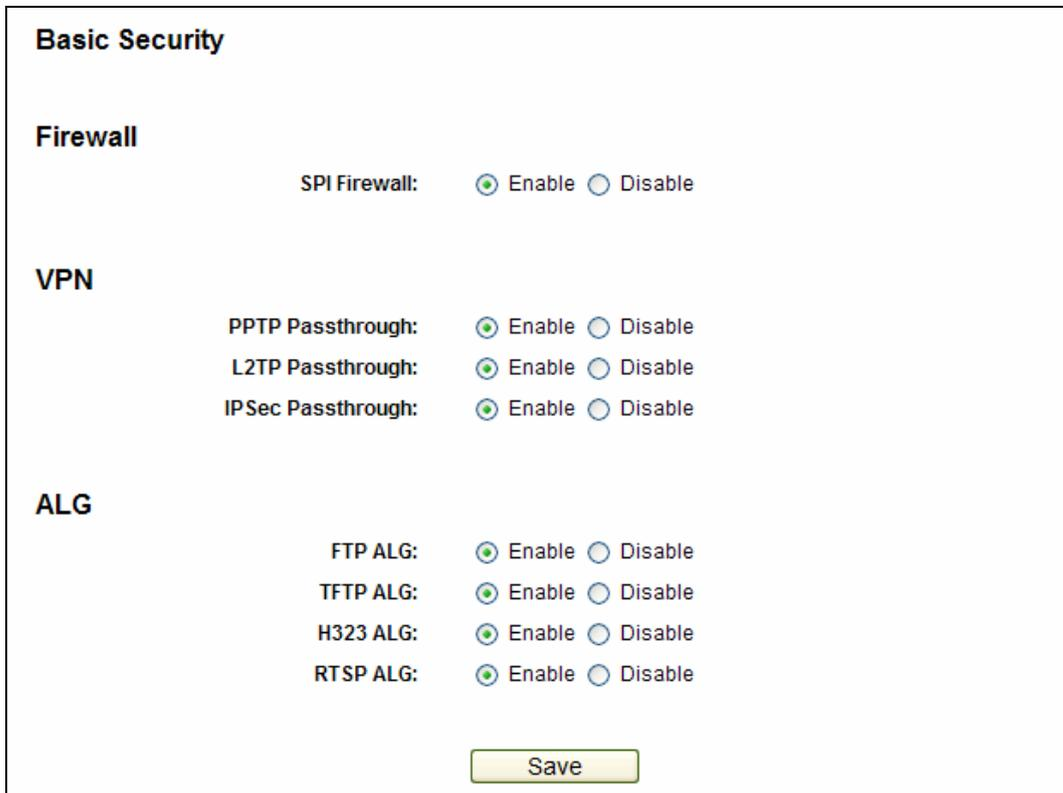 Basic Security
Firewall
SPI Firewall: Enable Disable
VPN
PPTP Passthrough: Enable Disable
L2TP Passthrough: Enable Disable
IPSec Passthrough: Enable Disable
ALG
FTP ALG: Enable Disable
TFTP ALG: Enable Disable
H323 ALG: Enable Disable
RTSP ALG: Enable Disable
Save